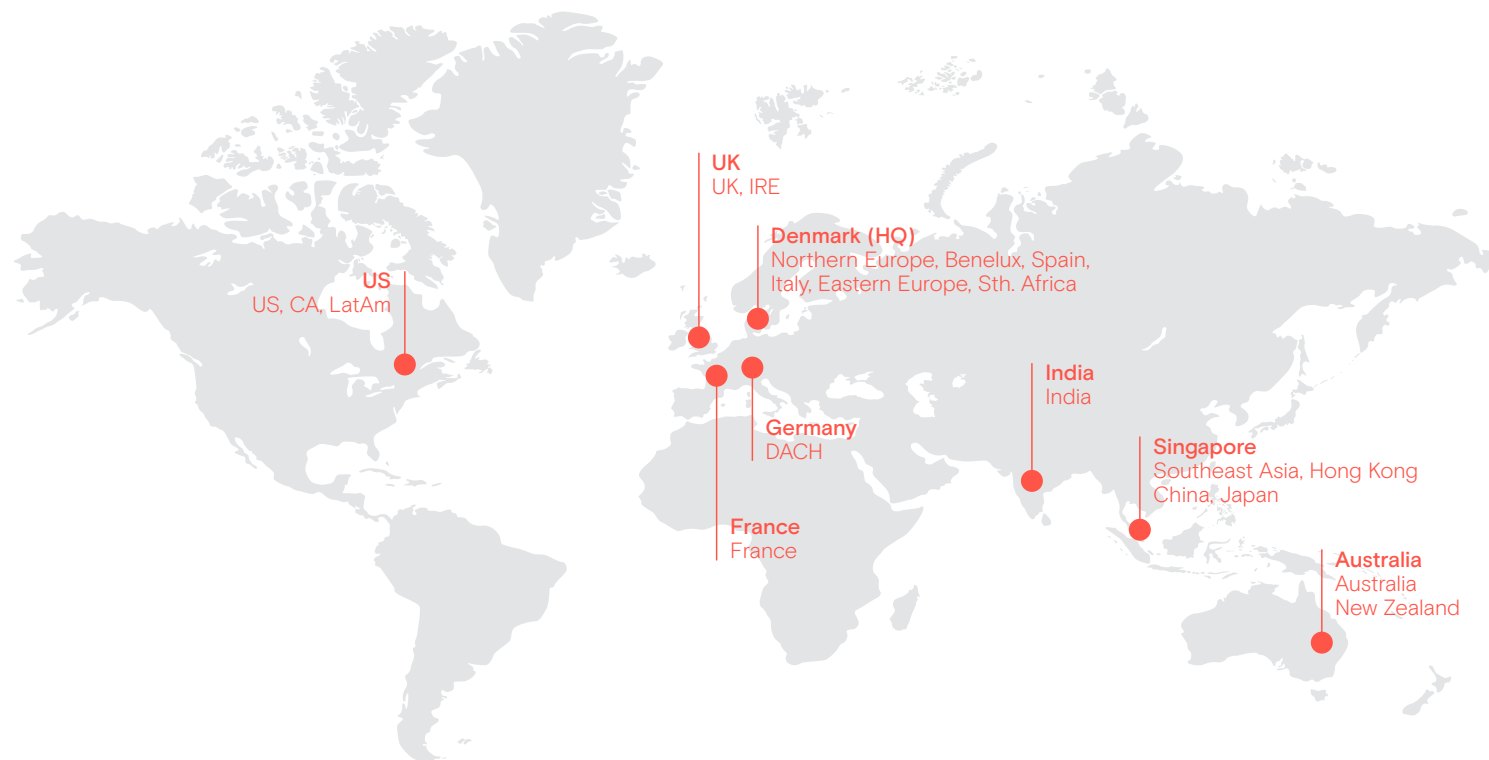 UK
UK, IRE
Denmark (HQ)
Northern Europe, Benelux, Spain,
Italy, Eastern Europe, Sth. Africa
US
US, CA, LatAm
India
India
Germany
DACH
Singapore
Southeast Asia, Hong Kong
China, Japan
France
France
Australia
Australia
New Zealand